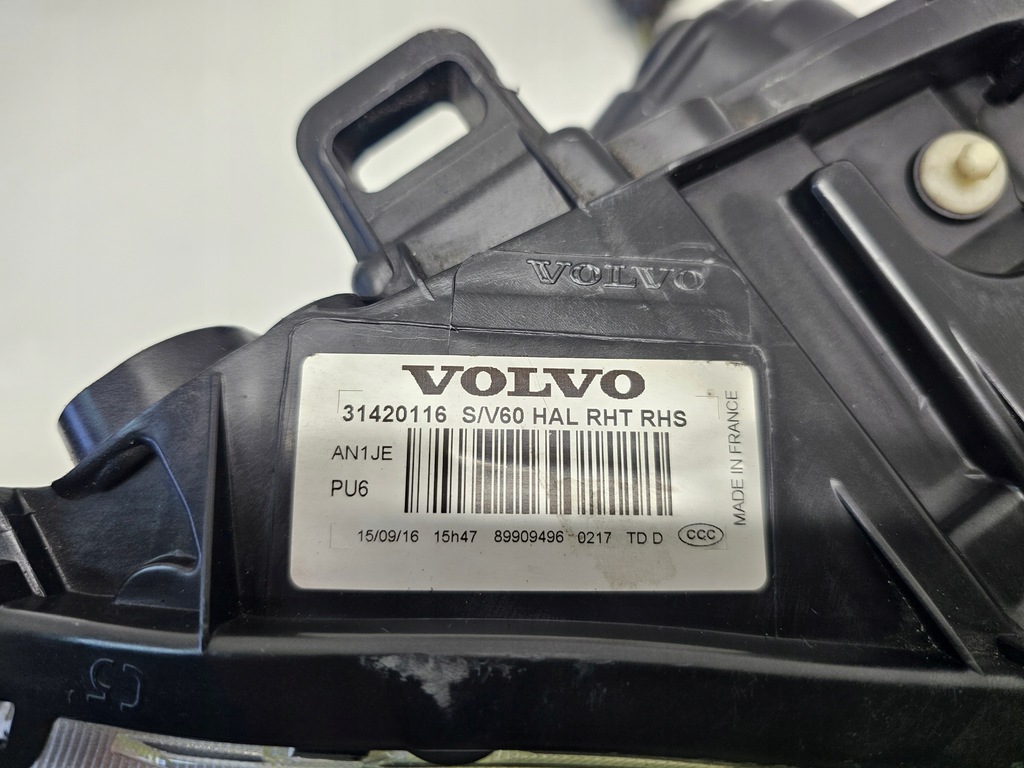 VOLVO
VOLVO
31420116 S/V60 HAL RHT RHS
AN1JE
PU6
15/09/16 15h47 89909496 0217 TD D CCC
MADE IN FRANCE
C5